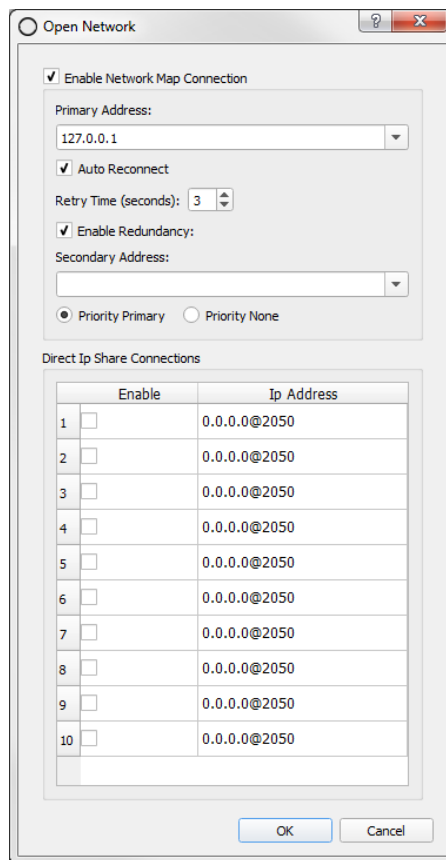 Open Network
Enable Network Map Connection
Primary Address:
127.0.0.1
Auto Reconnect
Retry Time (seconds): 3
Enable Redundancy:
Secondary Address:
Priority Primary Priority None
Direct Ip Share Connections
Enable Ip Address
1 0.0.0.0@2050
2 0.0.0.0@2050
3 0.0.0.0@2050
4 0.0.0.0@2050
5 0.0.0.0@2050
6 0.0.0.0@2050
7 0.0.0.0@2050
8 0.0.0.0@2050
9 0.0.0.0@2050
10 0.0.0.0@2050
OK Cancel